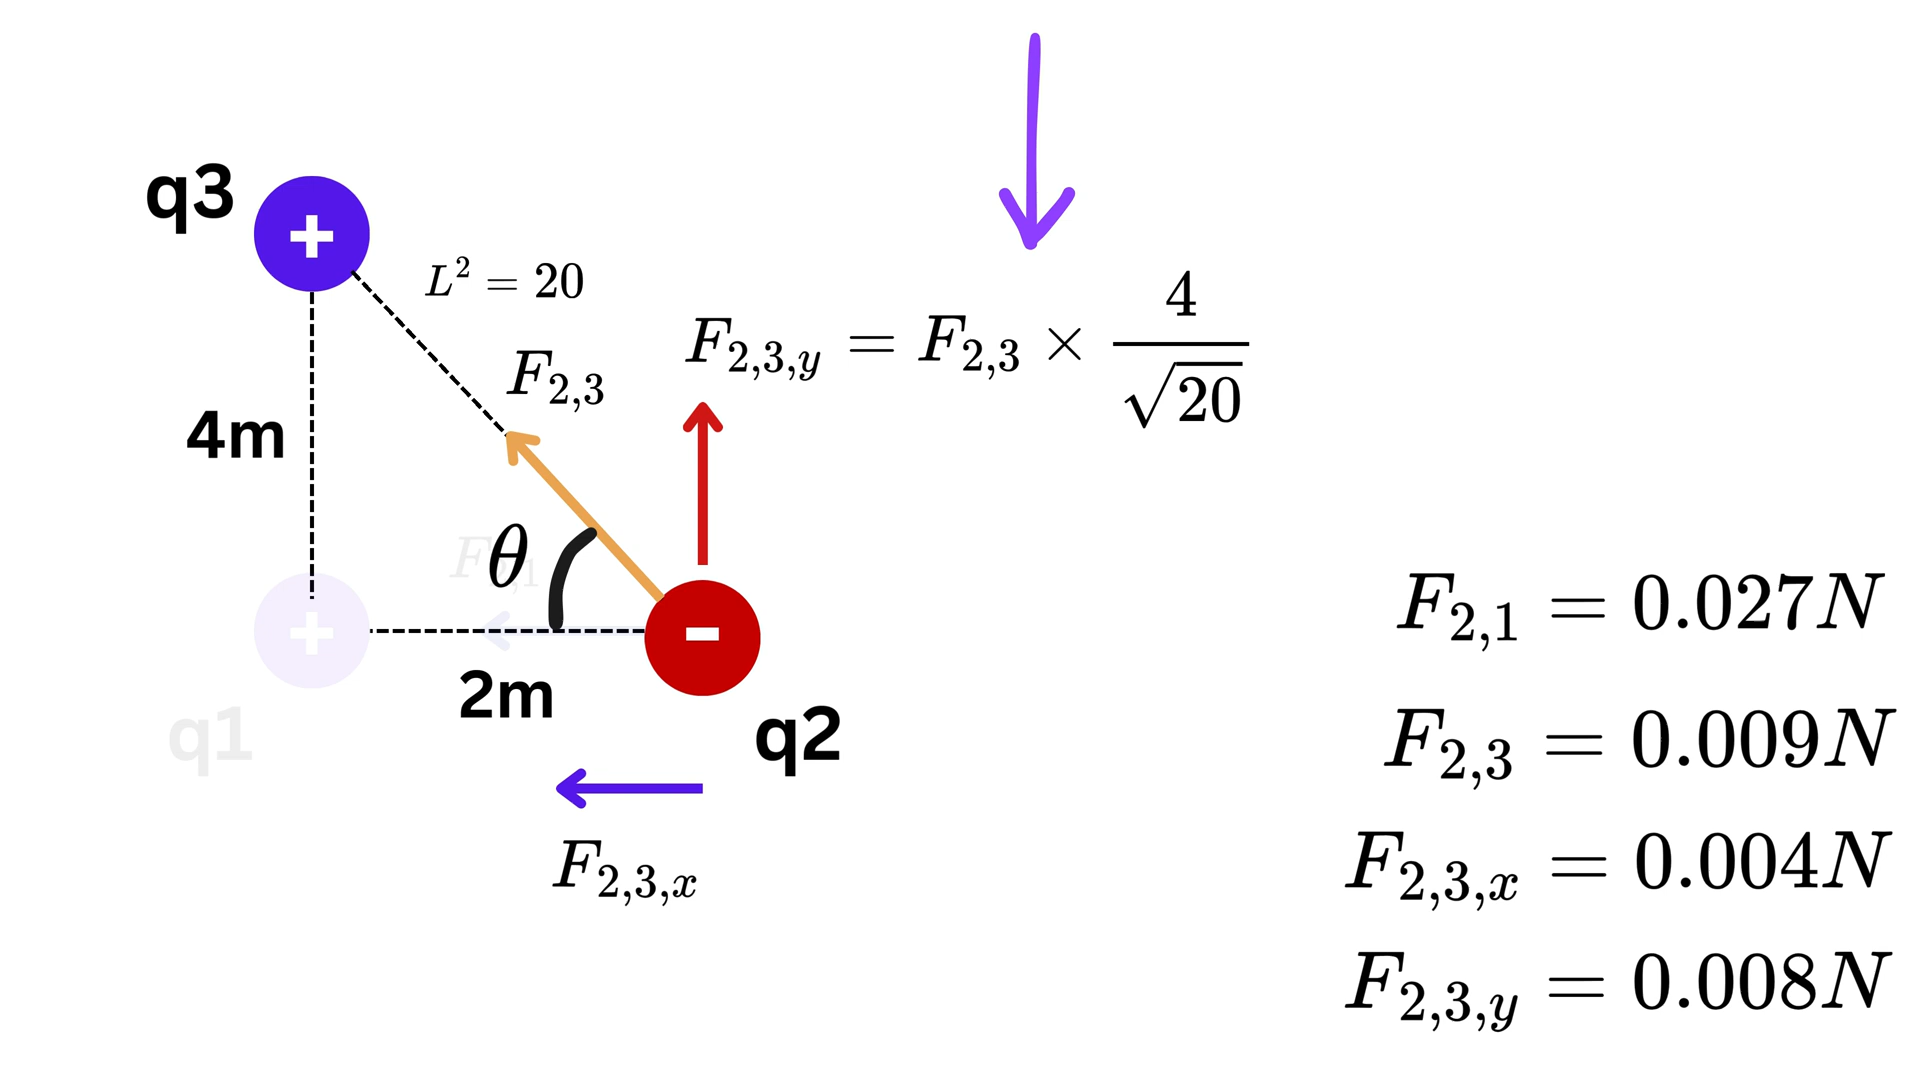 q3
+
L² = 20
F₂,₃,y = F₂,₃ × 4/√20
F₂,₃
4m
θ
+
-
2m
q1
q2
F₂,₃,x
F₂,₁ = 0.027N
F₂,₃ = 0.009N
F₂,₃,x = 0.004N
F₂,₃,y = 0.008N